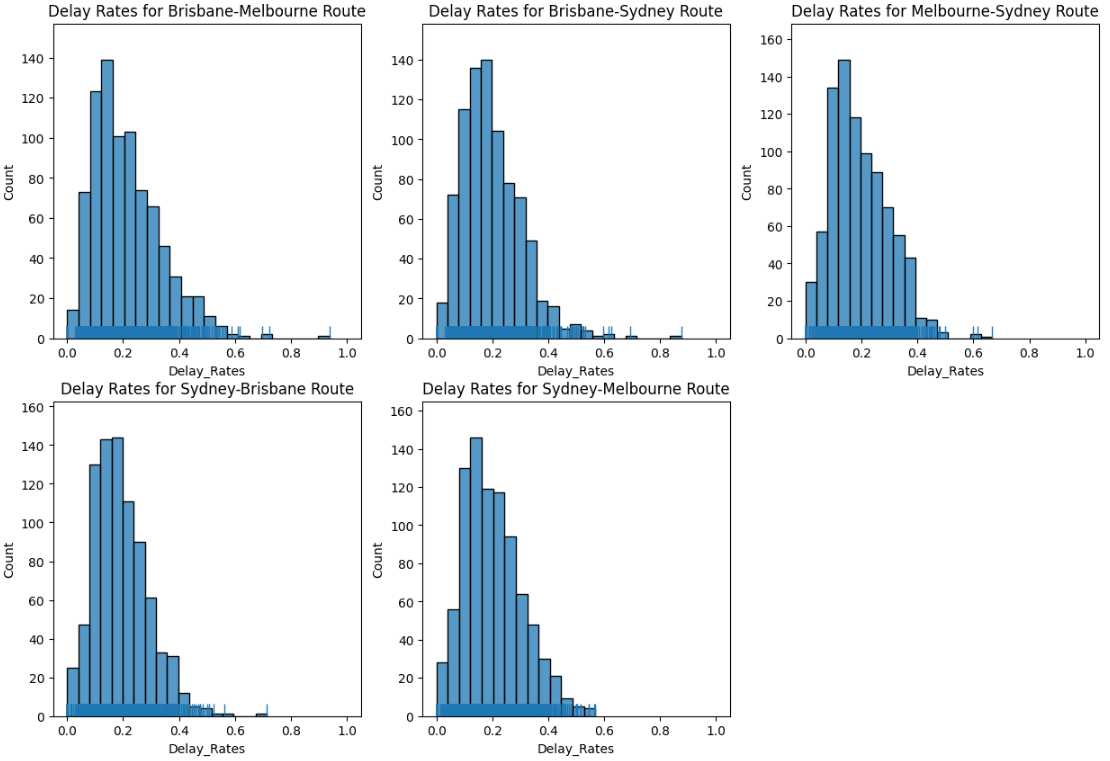 Delay Rates for Brisbane-Melbourne Route
140
120
100
80
60
40
20
0
Count
0.0 0.2 0.4 0.6 0.8 1.0
Delay_Rates
Delay Rates for Brisbane-Sydney Route
140
120
100
80
60
40
20
0
Count
0.0 0.2 0.4 0.6 0.8 1.0
Delay_Rates
Delay Rates for Melbourne-Sydney Route
160
140
120
100
80
60
40
20
0
Count
0.0 0.2 0.4 0.6 0.8 1.0
Delay_Rates
Delay Rates for Sydney-Brisbane Route
160
140
120
100
80
60
40
20
0
Count
0.0 0.2 0.4 0.6 0.8 1.0
Delay_Rates
Delay Rates for Sydney-Melbourne Route
160
140
120
100
80
60
40
20
0
Count
0.0 0.2 0.4 0.6 0.8 1.0
Delay_Rates